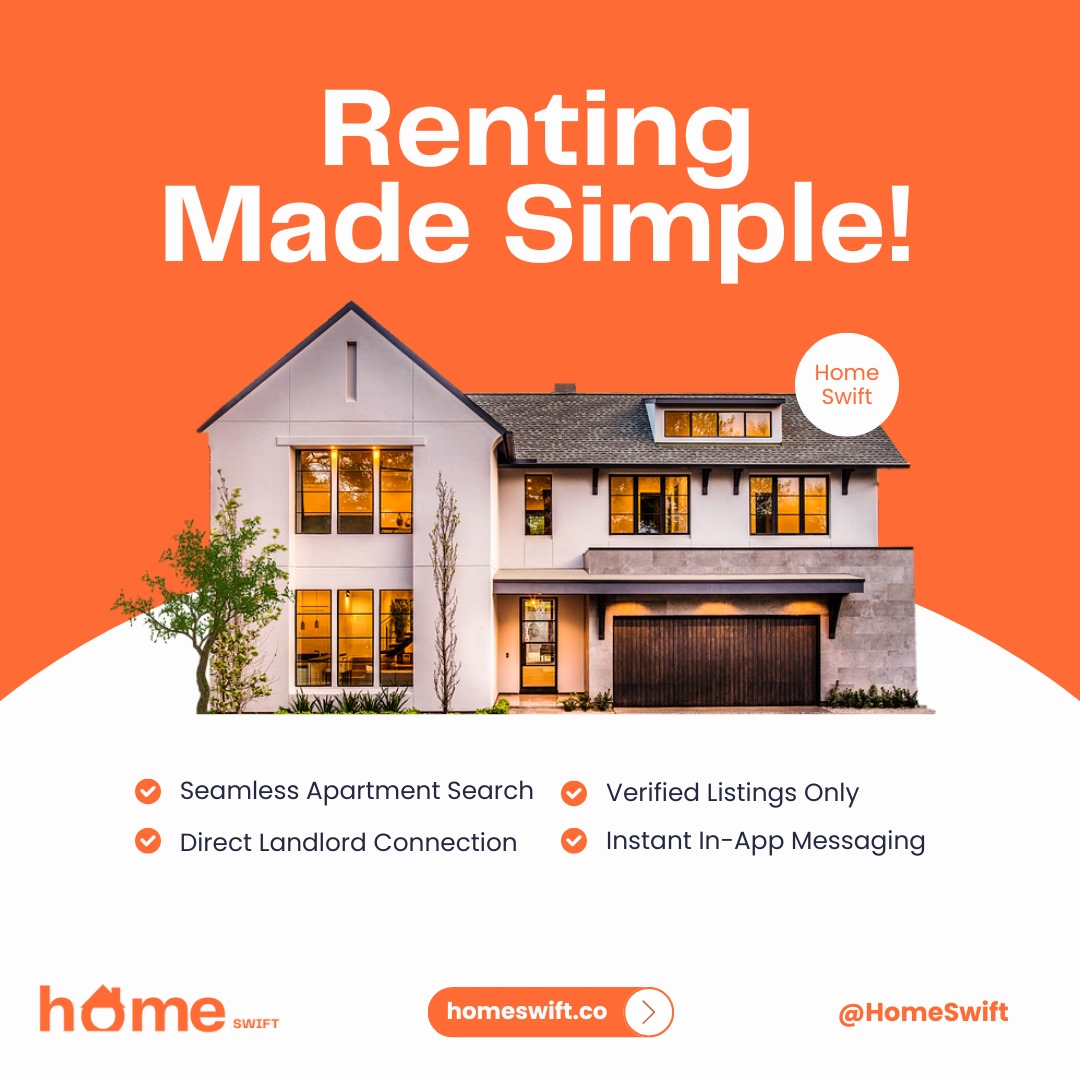 Renting
Made Simple!
Home
Swift
Seamless Apartment Search
Verified Listings Only
Direct Landlord Connection
Instant In-App Messaging
home SWIFT
homeswift.co
@HomeSwift